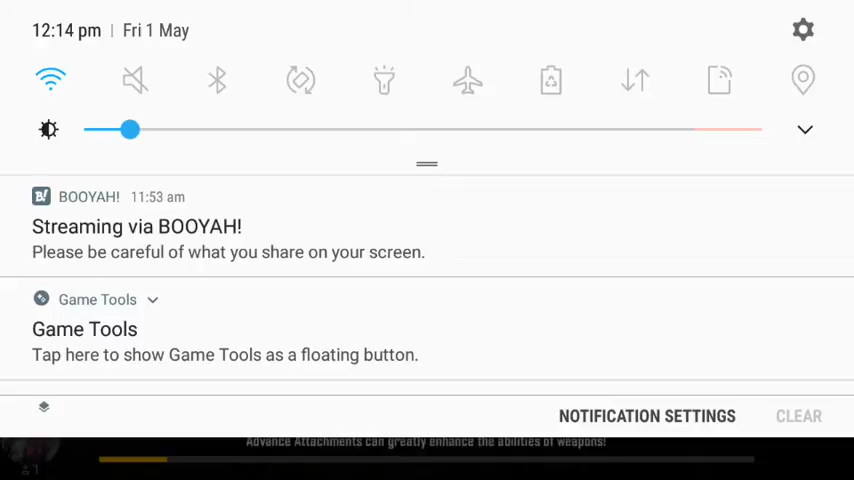 12:14 pm | Fri 1 May
B! BOOYAH! 11:53 am
Streaming via BOOYAH!
Please be careful of what you share on your screen.
Game Tools
Game Tools
Tap here to show Game Tools as a floating button.
NOTIFICATION SETTINGS CLEAR
Advance Attachments can greatly enhance the abilities of weapons!
1